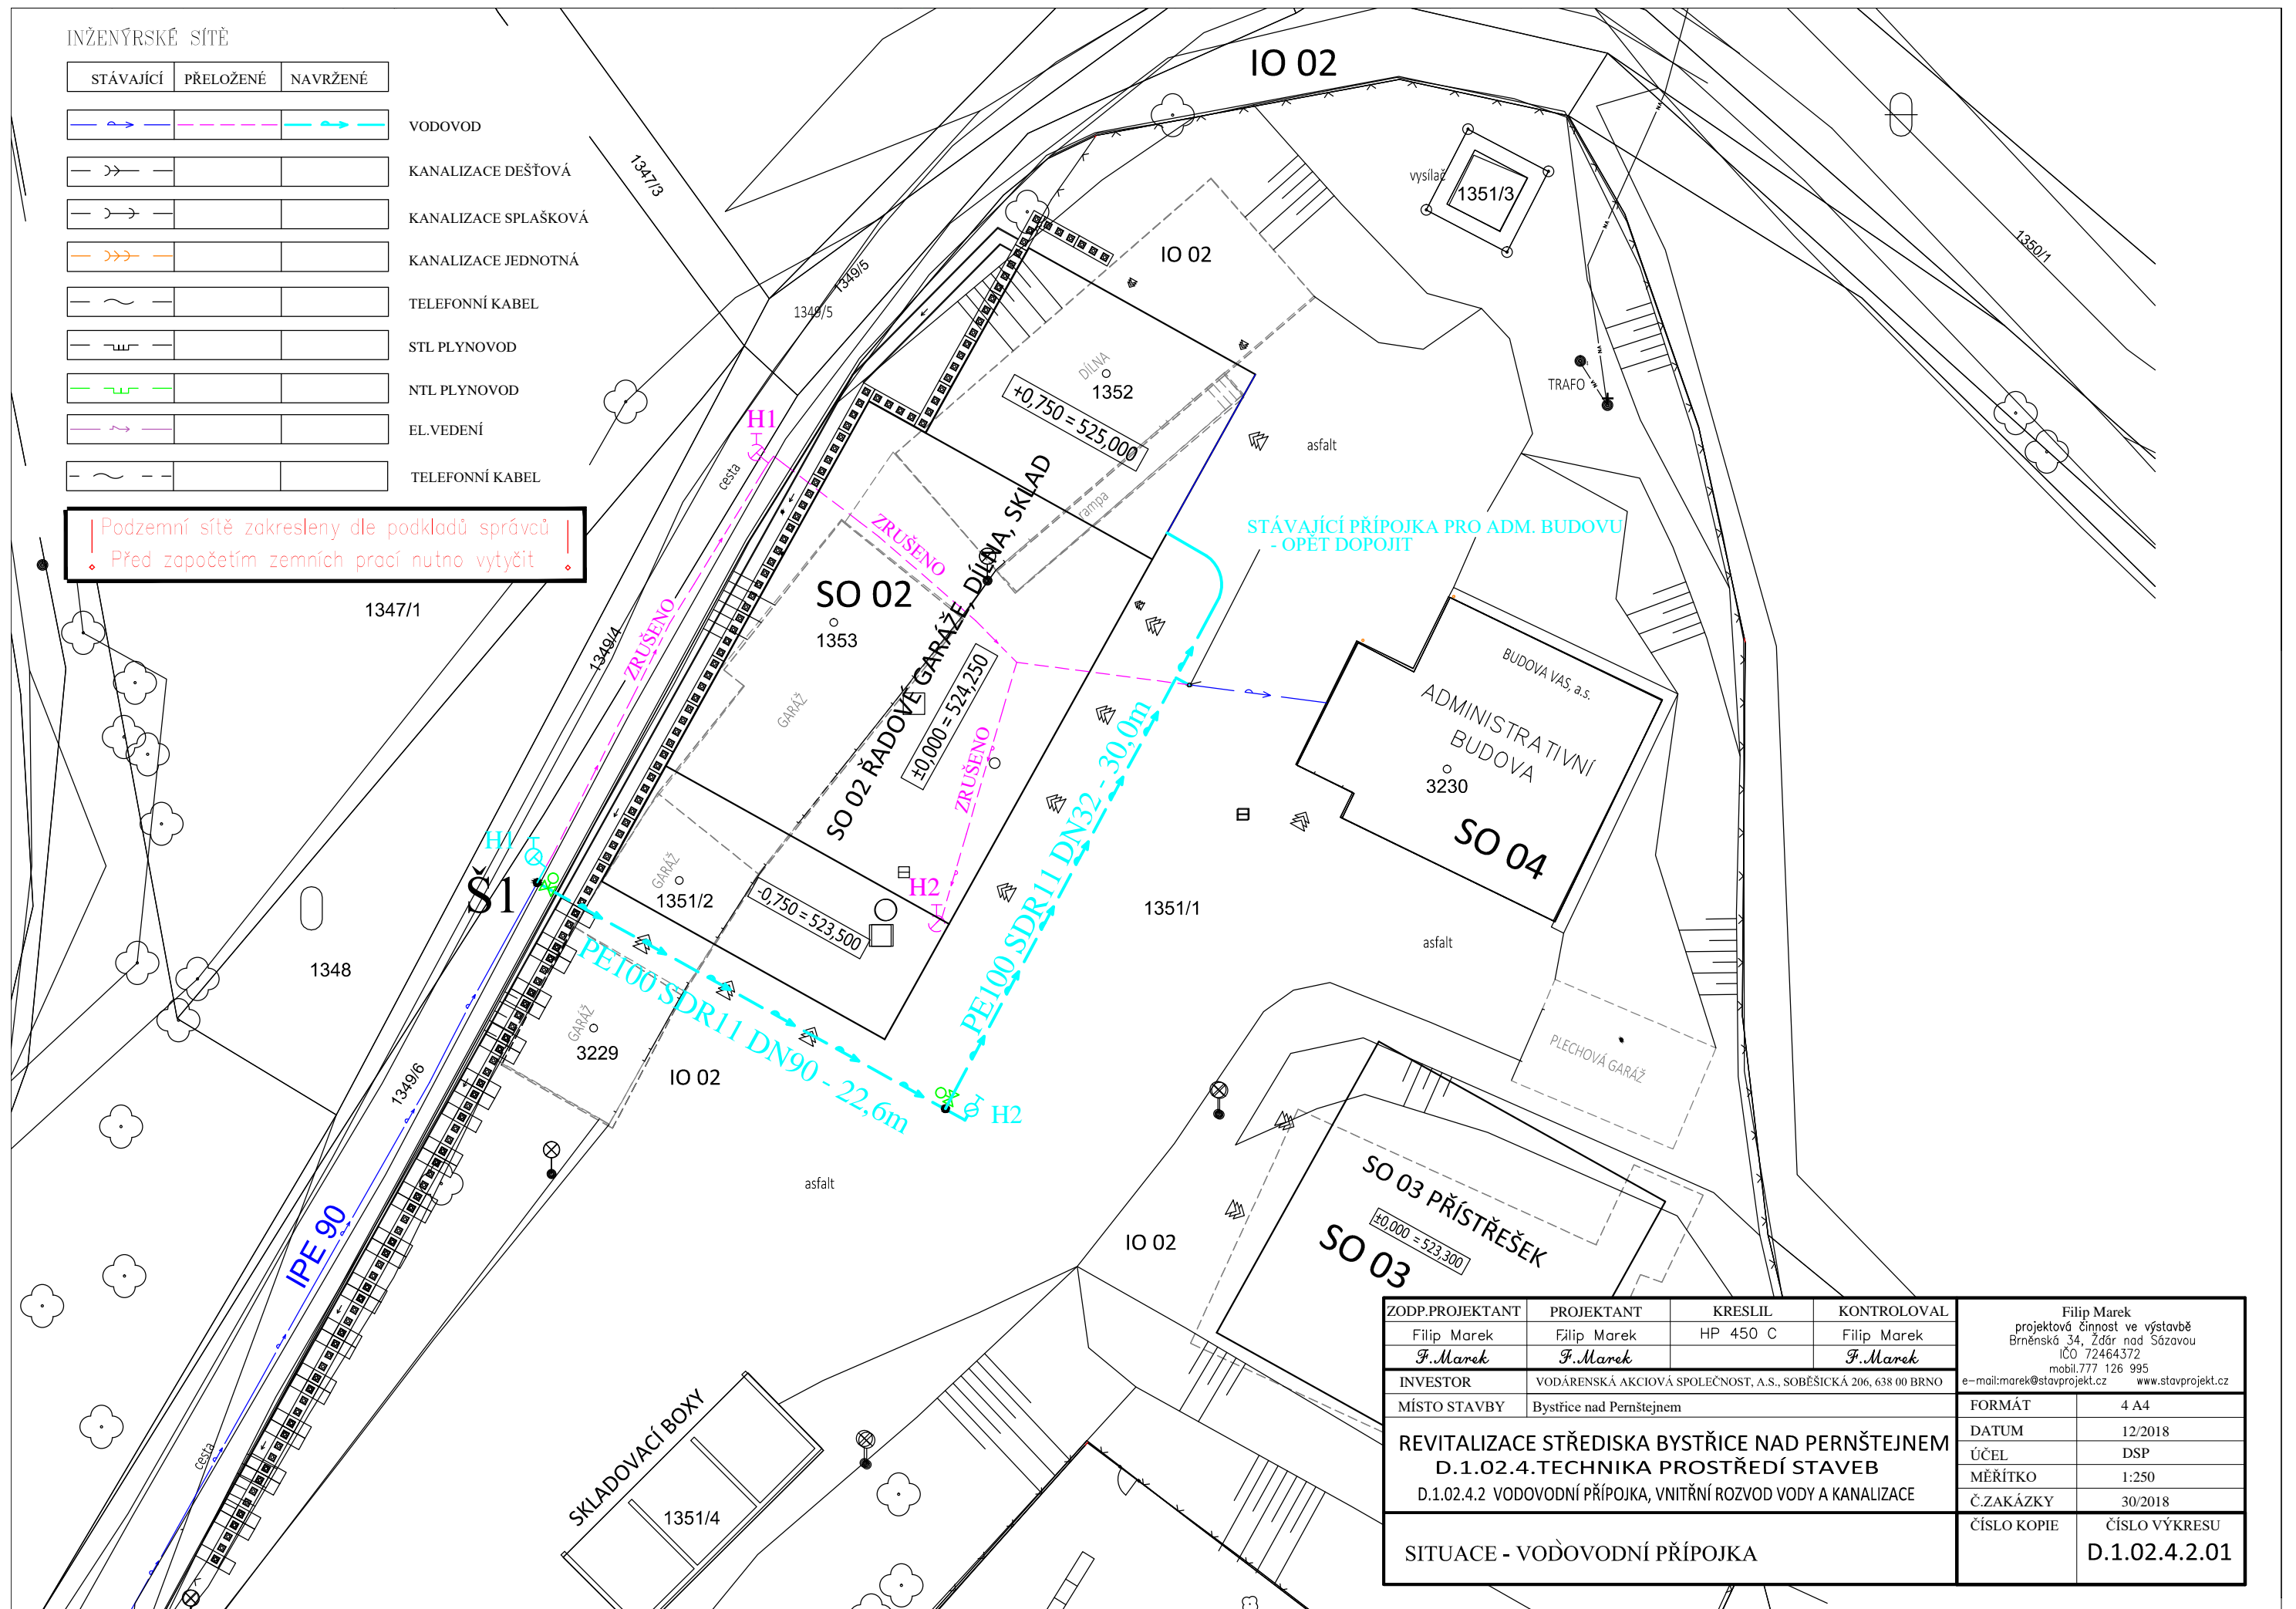 INŽENÝRSKÉ SÍTĚ
STÁVAJÍCÍ PŘELOŽENÉ NAVRŽENÉ
VODOVOD
KANALIZACE DEŠŤOVÁ
KANALIZACE SPLAŠKOVÁ
KANALIZACE JEDNOTNÁ
TELEFONNÍ KABEL
STL PLYNOVOD
NTL PLYNOVOD
EL.VEDENÍ
TELEFONNÍ KABEL
Podzemní sítě zakresleny dle podkladů správců
Před započetím zemních prací nutno vytyčit
IO 02
1347/3
vysílač
1351/3
1350/1
IO 02
1349/5
1349/5
DÍLNA
1352
+0,750 = 525,000
TRAFO
VN
VN
VN
VN
H1
cesta
asfalt
rampa
ZRUŠENO
STÁVAJÍCÍ PŘÍPOJKA PRO ADM. BUDOVU
- OPĚT DOPOJIT
SO 02
1353
1347/1
1349/4
ZRUŠENO
SO 02 ŘADOVÉ GARÁŽE, DÍLNA, SKLAD
±0,000 = 524,250
GARÁŽ
ZRUŠENO
BUDOVA VAS, a.s.
ADMINISTRATIVNÍ
BUDOVA
3230
SO 04
PE100 SDR11 DN32 - 30,0m
H1
Š1
GARÁŽ
1351/2
-0,750 = 523,500
H2
1351/1
asfalt
1348
PE100 SDR11 DN90 - 22,6m
GARÁŽ
3229
IO 02
1349/6
H2
PLECHOVÁ GARÁŽ
asfalt
IPE 90
IO 02
SO 03 PŘÍSTŘEŠEK
±0,000 = 523,300
SO 03
cesta
SKLADOVACÍ BOXY
1351/4
ZODP.PROJEKTANT PROJEKTANT KRESLIL KONTROLOVAL
Filip Marek Filip Marek HP 450 C Filip Marek
F.Marek F.Marek F.Marek
INVESTOR VODÁRENSKÁ AKCIOVÁ SPOLEČNOST, A.S., SOBĚŠICKÁ 206, 638 00 BRNO
MÍSTO STAVBY Bystřice nad Pernštejnem
REVITALIZACE STŘEDISKA BYSTŘICE NAD PERNŠTEJNEM
D.1.02.4.TECHNIKA PROSTŘEDÍ STAVEB
D.1.02.4.2 VODOVODNÍ PŘÍPOJKA, VNITŘNÍ ROZVOD VODY A KANALIZACE
SITUACE - VODOVODNÍ PŘÍPOJKA
Filip Marek
projektová činnost ve výstavbě
Brněnská 34, Žďár nad Sázavou
IČO 72464372
mobil.777 126 995
e-mail:marek@stavprojekt.cz www.stavprojekt.cz
FORMÁT 4 A4
DATUM 12/2018
ÚČEL DSP
MĚŘÍTKO 1:250
Č.ZAKÁZKY 30/2018
ČÍSLO KOPIE ČÍSLO VÝKRESU
D.1.02.4.2.01